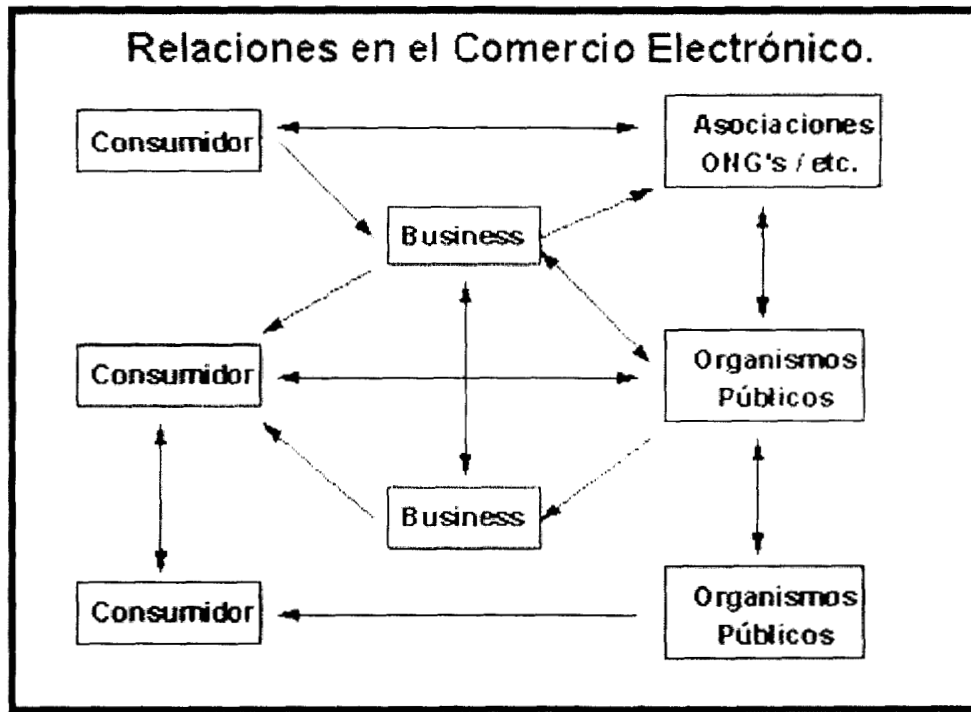 Relaciones en el Comercio Electrónico.
Consumidor
Asociaciones
ONG's / etc.
Business
Consumidor
Organismos
Públicos
Business
Consumidor
Organismos
Públicos